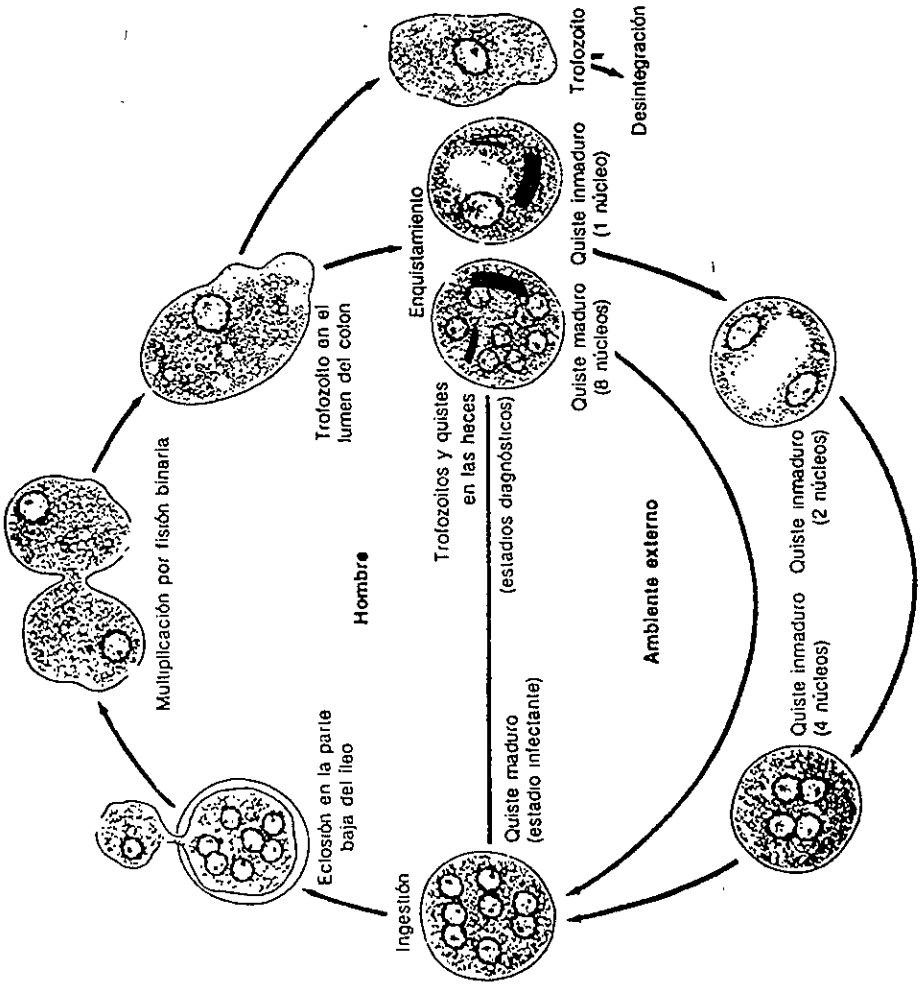 Multiplicación por fisión binaria
Eclosión en la parte
baja del íleo
Hombre
Trofozoíto en el
lumen del colon
Ingestión
Enquistamiento
Quiste maduro
(estadio infectante)
Trofozoitos y quistes
en las heces
(estadios diagnósticos)
Quiste maduro
(8 núcleos)
Quiste inmaduro
(1 núcleo)
Trofozoito
Desintegración
Ambiente externo
Quiste inmaduro
(4 núcleos)
Quiste inmaduro
(2 núcleos)